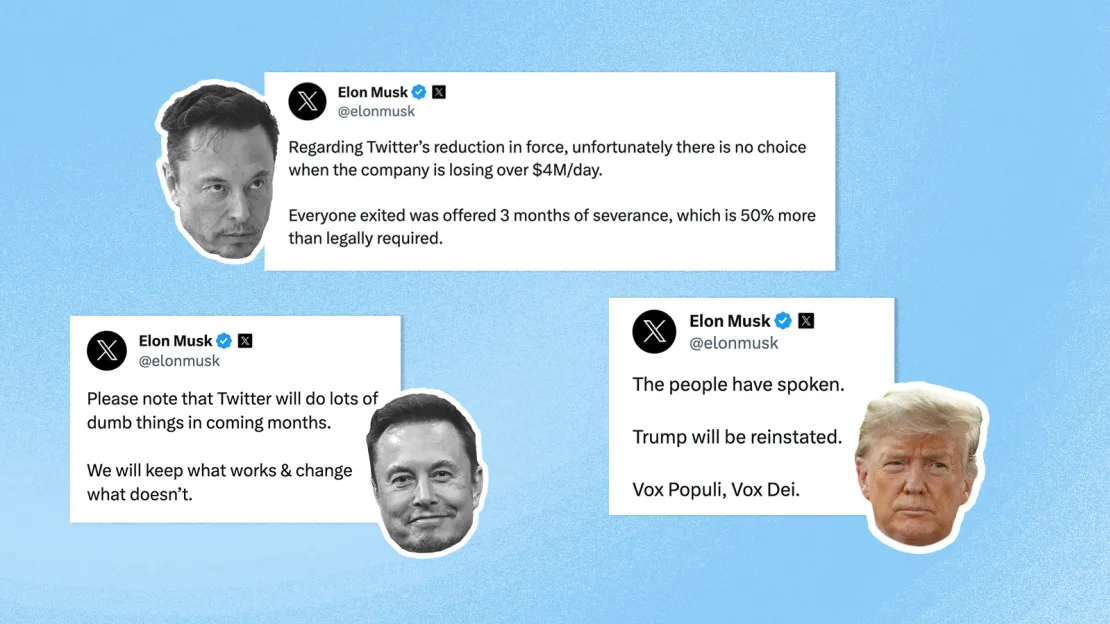 Elon Musk
@elonmusk
Regarding Twitter’s reduction in force, unfortunately there is no choice
when the company is losing over $4M/day.
Everyone exited was offered 3 months of severance, which is 50% more
than legally required.
Elon Musk
@elonmusk
Please note that Twitter will do lots of
dumb things in coming months.
We will keep what works & change
what doesn’t.
Elon Musk
@elonmusk
The people have spoken.
Trump will be reinstated.
Vox Populi, Vox Dei.